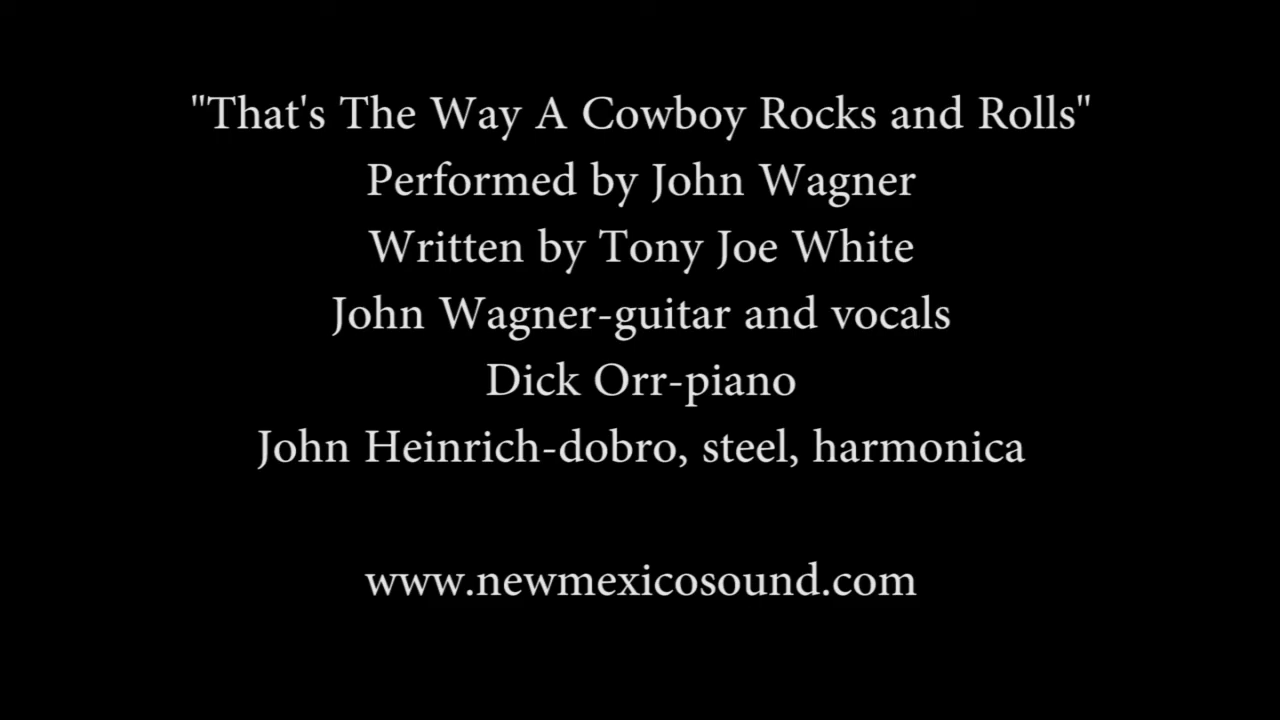 "That's The Way A Cowboy Rocks and Rolls"
Performed by John Wagner
Written by Tony Joe White
John Wagner-guitar and vocals
Dick Orr-piano
John Heinrich-dobro, steel, harmonica
www.newmexicosound.com